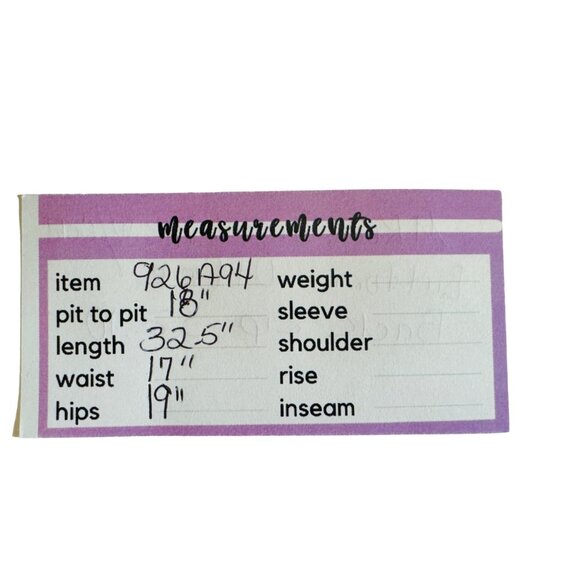 measurements
item 926A94
pit to pit 18"
length 32.5"
waist 17"
hips 19"
weight
sleeve
shoulder
rise
inseam